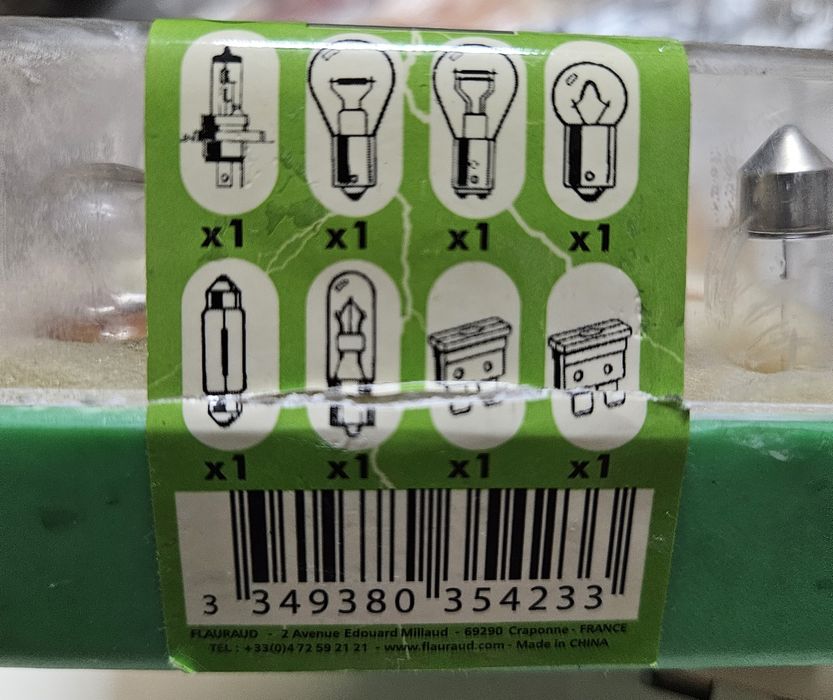 x1 x1 x1 x1
x1 x1 x1 x1
3 349380 354233
FLAURAUD - 2 Avenue Edouard Millaud - 69290 Craponne - FRANCE
TEL : +33(0)4 72 59 21 21 - www.flauraud.com - Made in CHINA